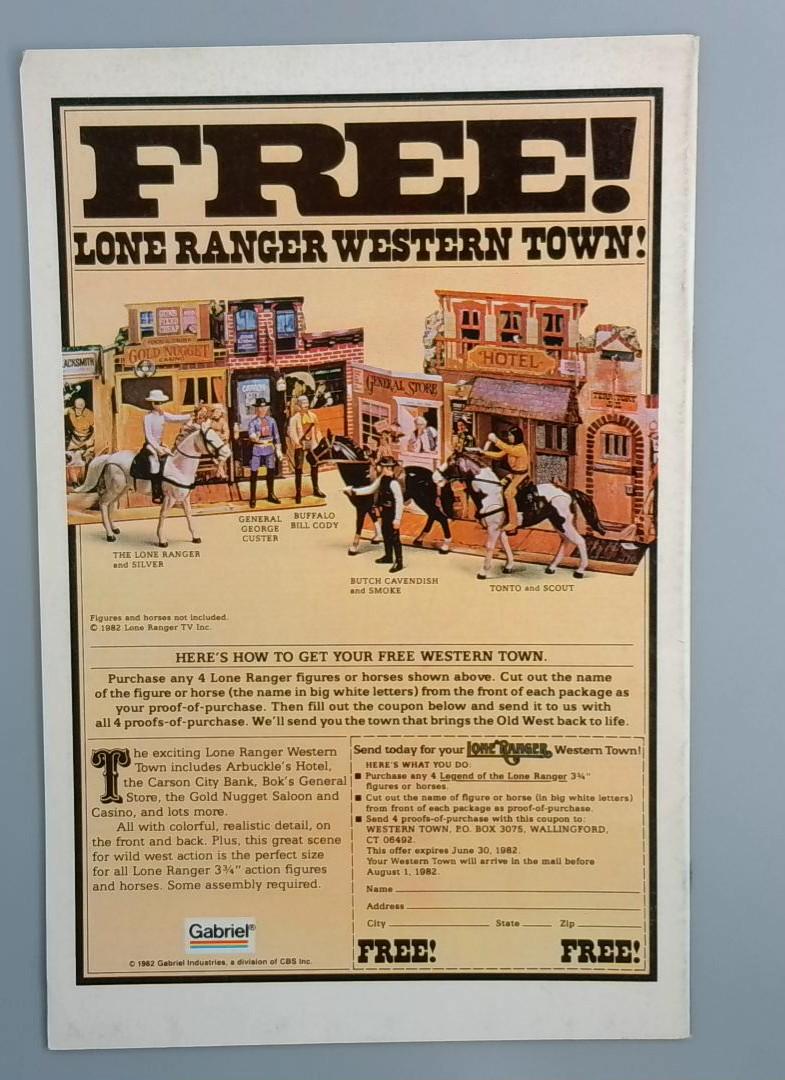 FREE!
LONE RANGER WESTERN TOWN!
GOLD NUGGET
CASINO
ACKSMITH
GENERAL STORE
HOTEL
THE LONE RANGER
and SILVER
GENERAL
GEORGE
CUSTER
BUFFALO
BILL CODY
BUTCH CAVENDISH
and SMOKE
TONTO and SCOUT
Figures and horses not included.
© 1982 Lone Ranger TV Inc.
HERE'S HOW TO GET YOUR FREE WESTERN TOWN.
Purchase any 4 Lone Ranger figures or horses shown above. Cut out the name
of the figure or horse (the name in big white letters) from the front of each package as
your proof-of-purchase. Then fill out the coupon below and send it to us with
all 4 proofs-of-purchase. We'll send you the town that brings the Old West back to life.
The exciting Lone Ranger Western
Town includes Arbuckle's Hotel,
the Carson City Bank, Bok's General
Store, the Gold Nugget Saloon and
Casino, and lots more.
All with colorful, realistic detail, on
the front and back. Plus, this great scene
for wild west action is the perfect size
for all Lone Ranger 3¾" action figures
and horses. Some assembly required.
Gabriel®
© 1982 Gabriel Industries, a division of CBS Inc.
Send today for your LONE RANGER Western Town!
HERE'S WHAT YOU DO:
■ Purchase any 4 Legend of the Lone Ranger 3¾"
figures or horses.
■ Cut out the name of figure or horse (in big white letters)
from front of each package as proof-of-purchase.
■ Send 4 proofs-of-purchase with this coupon to:
WESTERN TOWN, P.O. BOX 3075, WALLINGFORD,
CT 06492.
This offer expires June 30, 1982.
Your Western Town will arrive in the mail before
August 1, 1982.
Name
Address
City State Zip
FREE! FREE!